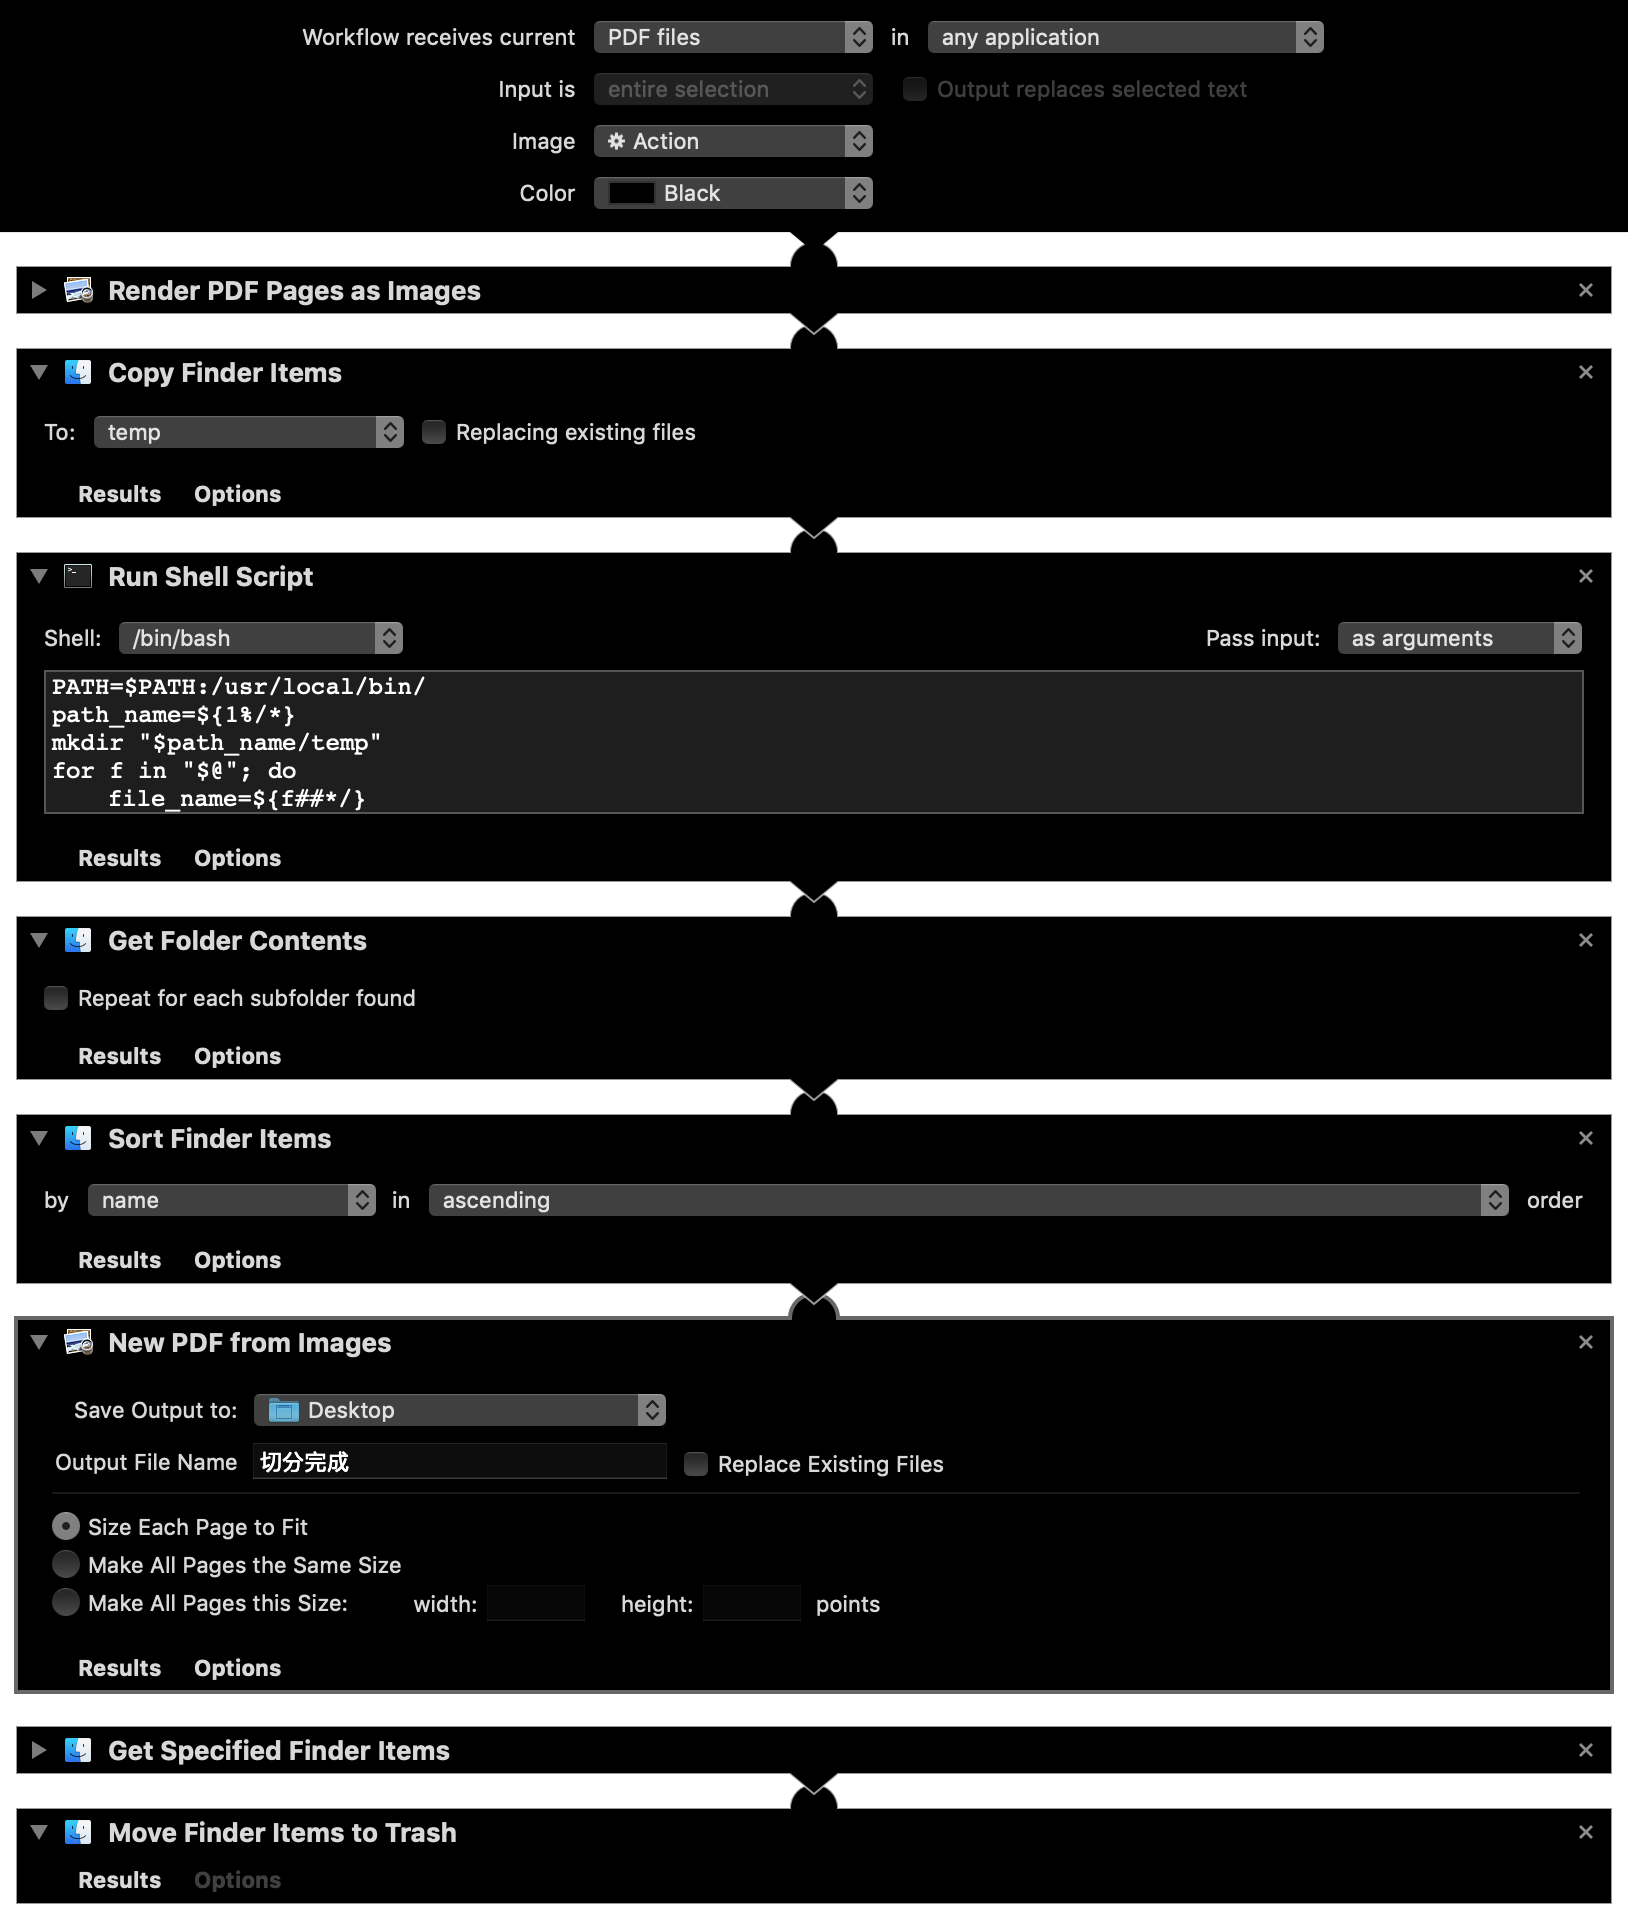 Workflow receives current PDF files in any application
Input is entire selection Output replaces selected text
Image Action
Color Black
Render PDF Pages as Images
Copy Finder Items
To: temp Replacing existing files
Results Options
Run Shell Script
Shell: /bin/bash Pass input: as arguments
PATH=$PATH:/usr/local/bin/
path_name=${1%/*}
mkdir "$path_name/temp"
for f in "$@"; do
    file_name=${f##*/}
Results Options
Get Folder Contents
Repeat for each subfolder found
Results Options
Sort Finder Items
by name in ascending order
Results Options
New PDF from Images
Save Output to: Desktop
Output File Name 切分完成 Replace Existing Files
Size Each Page to Fit
Make All Pages the Same Size
Make All Pages this Size: width: height: points
Results Options
Get Specified Finder Items
Move Finder Items to Trash
Results Options